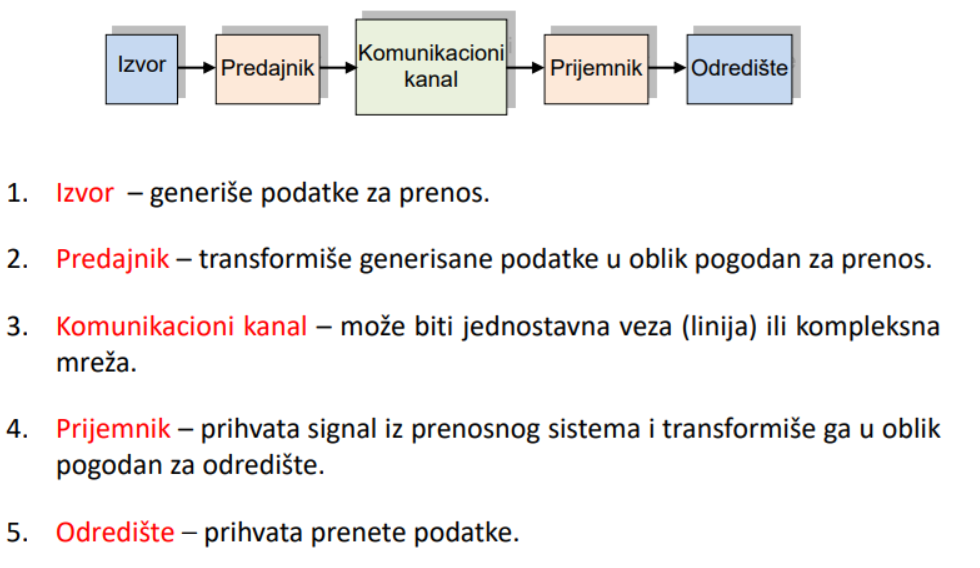 Izvor
Predajnik
Komunikacioni
kanal
Prijemnik
Odredište
1. Izvor – generiše podatke za prenos.
2. Predajnik – transformiše generisane podatke u oblik pogodan za prenos.
3. Komunikacioni kanal – može biti jednostavna veza (linija) ili kompleksna
mreža.
4. Prijemnik – prihvata signal iz prenosnog sistema i transformiše ga u oblik
pogodan za odredište.
5. Odredište – prihvata prenete podatke.